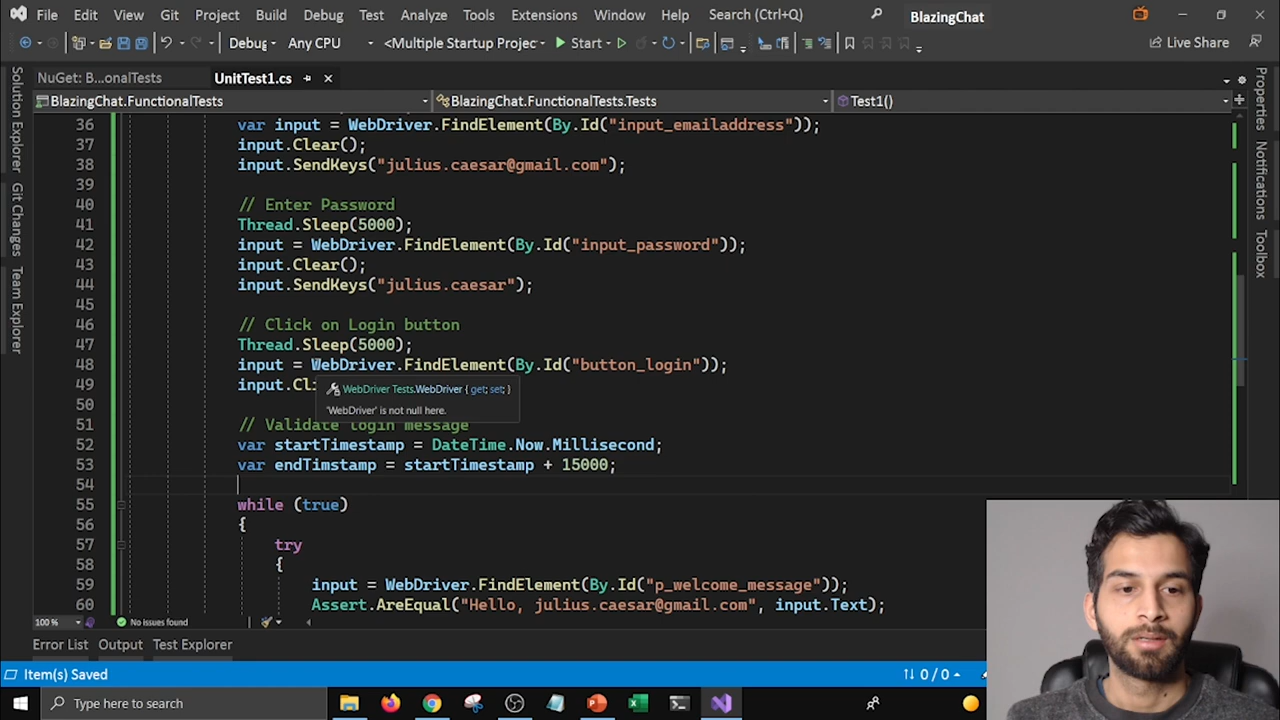 File Edit View Git Project Build Debug Test Analyze Tools Extensions Window Help Search (Ctrl+Q) BlazingChat
Debug Any CPU <Multiple Startup Projec Start Live Share
NuGet: B...onalTests UnitTest1.cs
BlazingChat.FunctionalTests BlazingChat.FunctionalTests.Tests Test1()
Solution Explorer
Git Changes
Team Explorer
Properties
Notifications
Toolbox
36 var input = WebDriver.FindElement(By.Id("input_emailaddress"));
37 input.Clear();
38 input.SendKeys("julius.caesar@gmail.com");
39
40 // Enter Password
41 Thread.Sleep(5000);
42 input = WebDriver.FindElement(By.Id("input_password"));
43 input.Clear();
44 input.SendKeys("julius.caesar");
45
46 // Click on Login button
47 Thread.Sleep(5000);
48 input = WebDriver.FindElement(By.Id("button_login"));
49 input.Cli
WebDriver Tests.WebDriver { get; set; }
'WebDriver' is not null here.
50
51 // Validate login message
52 var startTimestamp = DateTime.Now.Millisecond;
53 var endTimstamp = startTimestamp + 15000;
54
55 while (true)
56 {
57 try
58 {
59 input = WebDriver.FindElement(By.Id("p_welcome_message"));
60 Assert.AreEqual("Hello, julius.caesar@gmail.com", input.Text);
100 % No issues found
Error List Output Test Explorer
Item(s) Saved 0 / 0
Type here to search